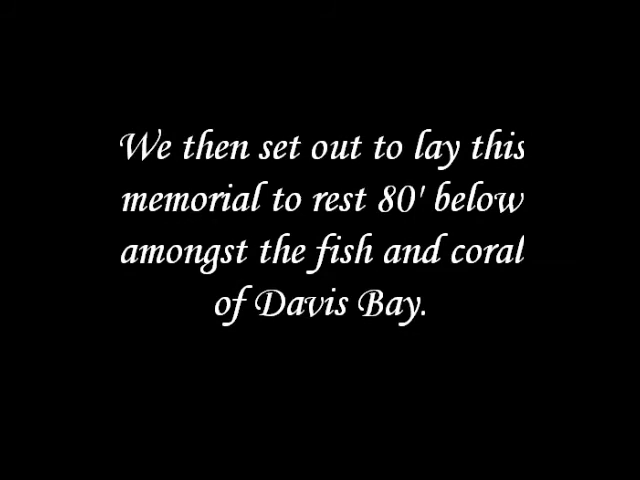 We then set out to lay this
memorial to rest 80' below
amongst the fish and coral
of Davis Bay.